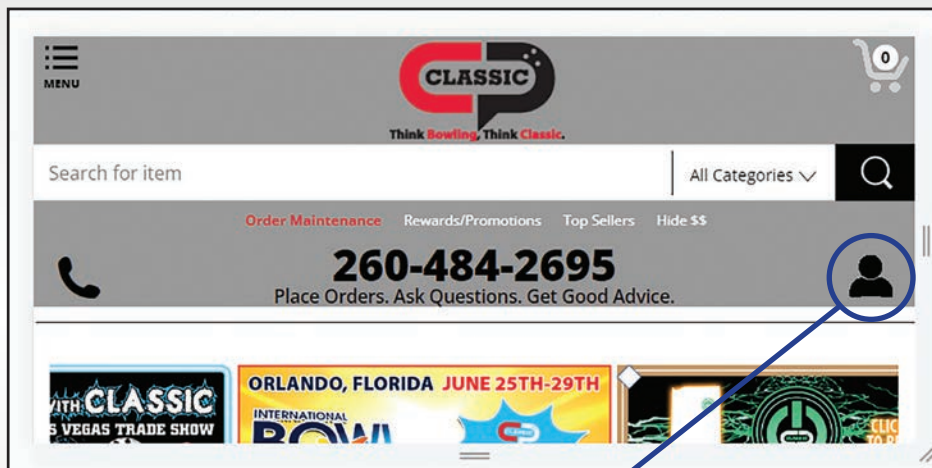 MENU
CLASSIC
Think Bowling, Think Classic.
0
Search for item
All Categories
Order Maintenance Rewards/Promotions Top Sellers Hide $$
260-484-2695
Place Orders. Ask Questions. Get Good Advice.
WITH CLASSIC
VEGAS TRADE SHOW
ORLANDO, FLORIDA JUNE 25TH-29TH
INTERNATIONAL
BOWL